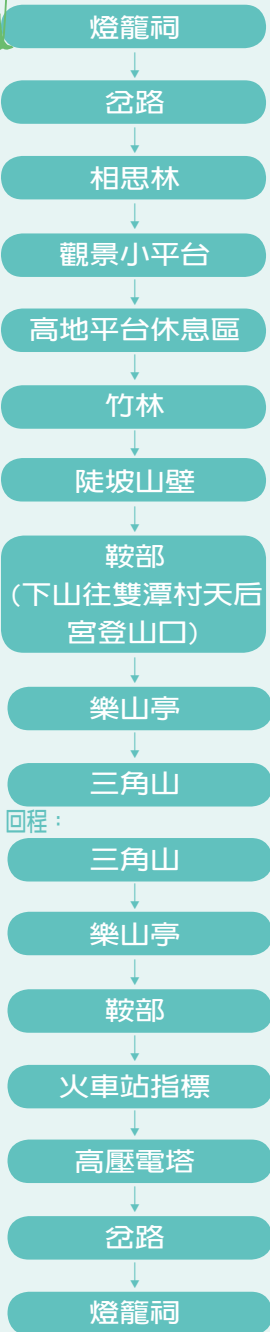 燈籠祠
岔路
相思林
觀景小平台
高地平台休息區
竹林
陡坡山壁
鞍部
(下山往雙潭村天后
宮登山口)
樂山亭
三角山
回程：
三角山
樂山亭
鞍部
火車站指標
高壓電塔
岔路
燈籠祠